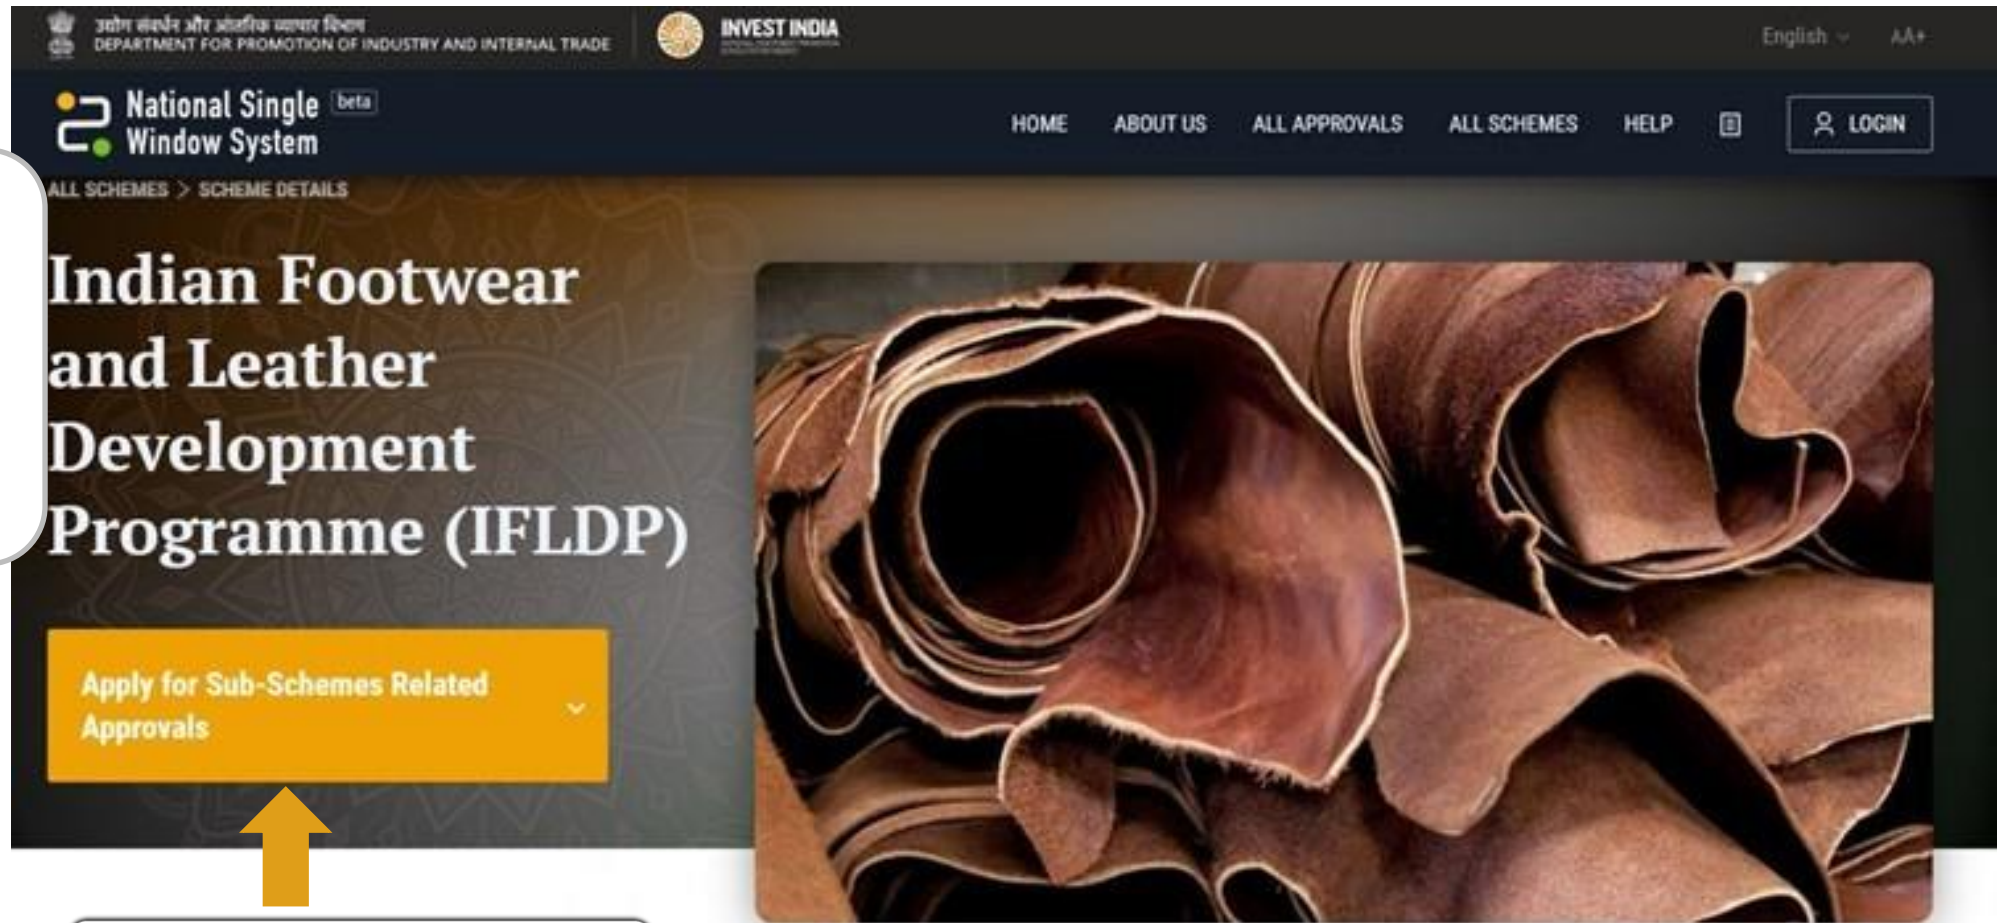 उद्योग संवर्धन और आंतरिक व्यापार विभाग
DEPARTMENT FOR PROMOTION OF INDUSTRY AND INTERNAL TRADE
INVEST INDIA
English
AA+
National Single beta
Window System
HOME ABOUT US ALL APPROVALS ALL SCHEMES HELP LOGIN
ALL SCHEMES > SCHEME DETAILS
Indian Footwear
and Leather
Development
Programme (IFLDP)
Apply for Sub-Schemes Related
Approvals